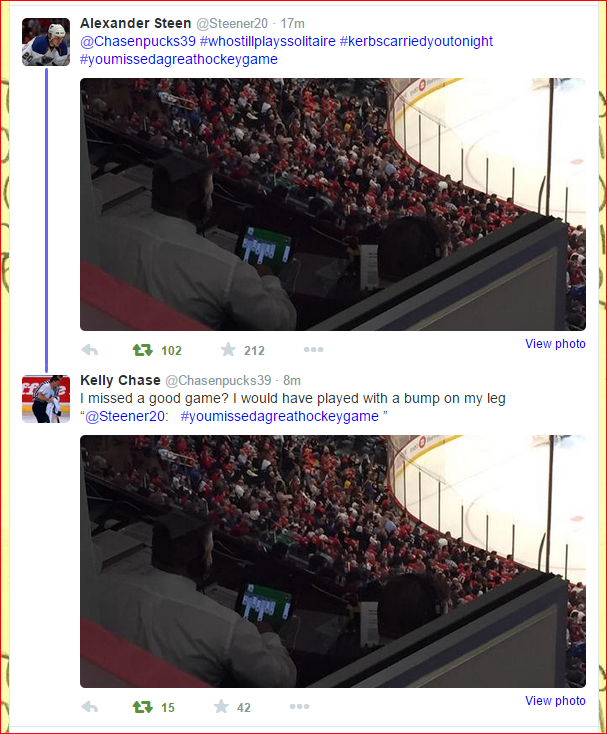 Alexander Steen @Steener20 · 17m
@Chasenpucks39 #whostillplayssolitaire #kerbscarriedyoutonight
#youmissedagreathockeygame
102 212 View photo
Kelly Chase @Chasenpucks39 · 8m
I missed a good game? I would have played with a bump on my leg
“@Steener20: #youmissedagreathockeygame ”
15 42 View photo